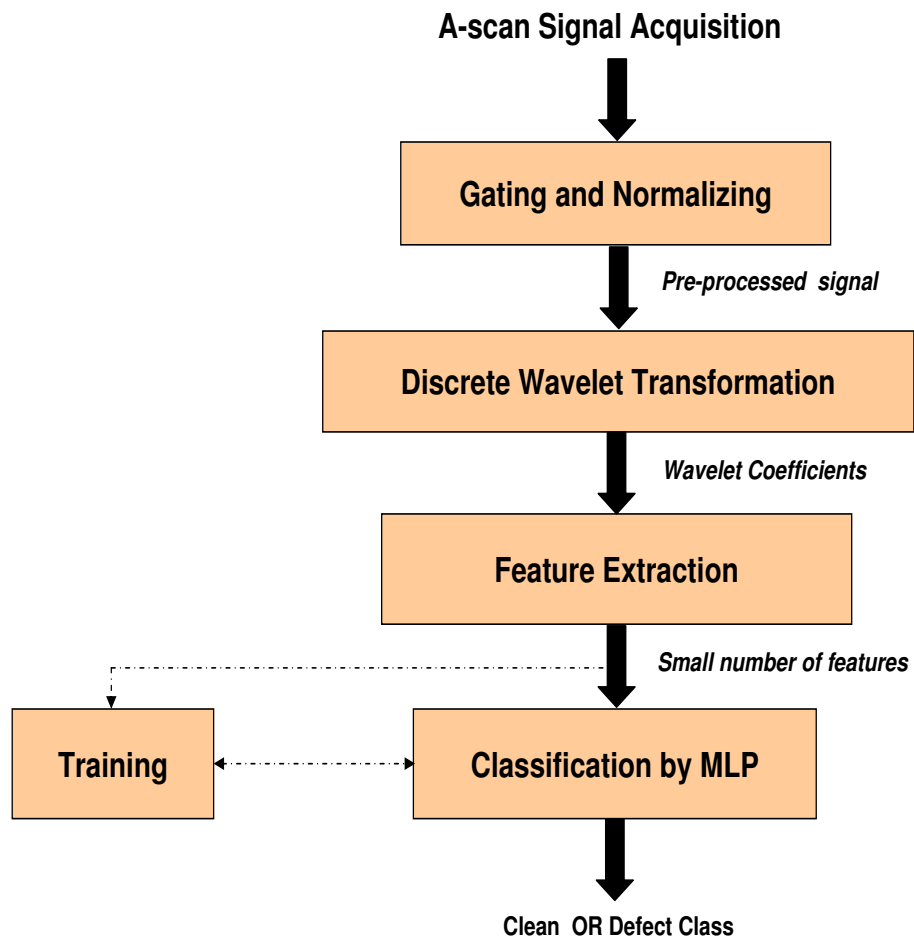 A-scan Signal Acquisition
Gating and Normalizing
Pre-processed signal
Discrete Wavelet Transformation
Wavelet Coefficients
Feature Extraction
Small number of features
Training
Classification by MLP
Clean OR Defect Class